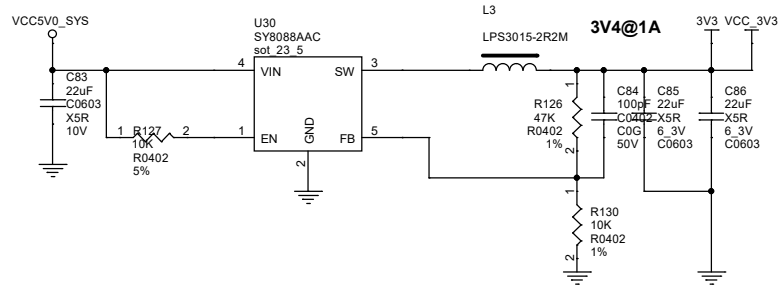 VCC5V0_SYS
U30
SY8088AAC
sot_23_5
L3
LPS3015-2R2M
3V4@1A
3V3
VCC_3V3
4
VIN
SW
3
C83
22uF
C0603
X5R
10V
1
R127
2
10K
R0402
5%
1
EN
GND
FB
5
2
1
R126
47K
R0402
1%
2
C84
100pF
C0402
C0G
50V
C85
22uF
X5R
6_3V
C0603
C86
22uF
X5R
6_3V
C0603
1
R130
10K
R0402
1%
2